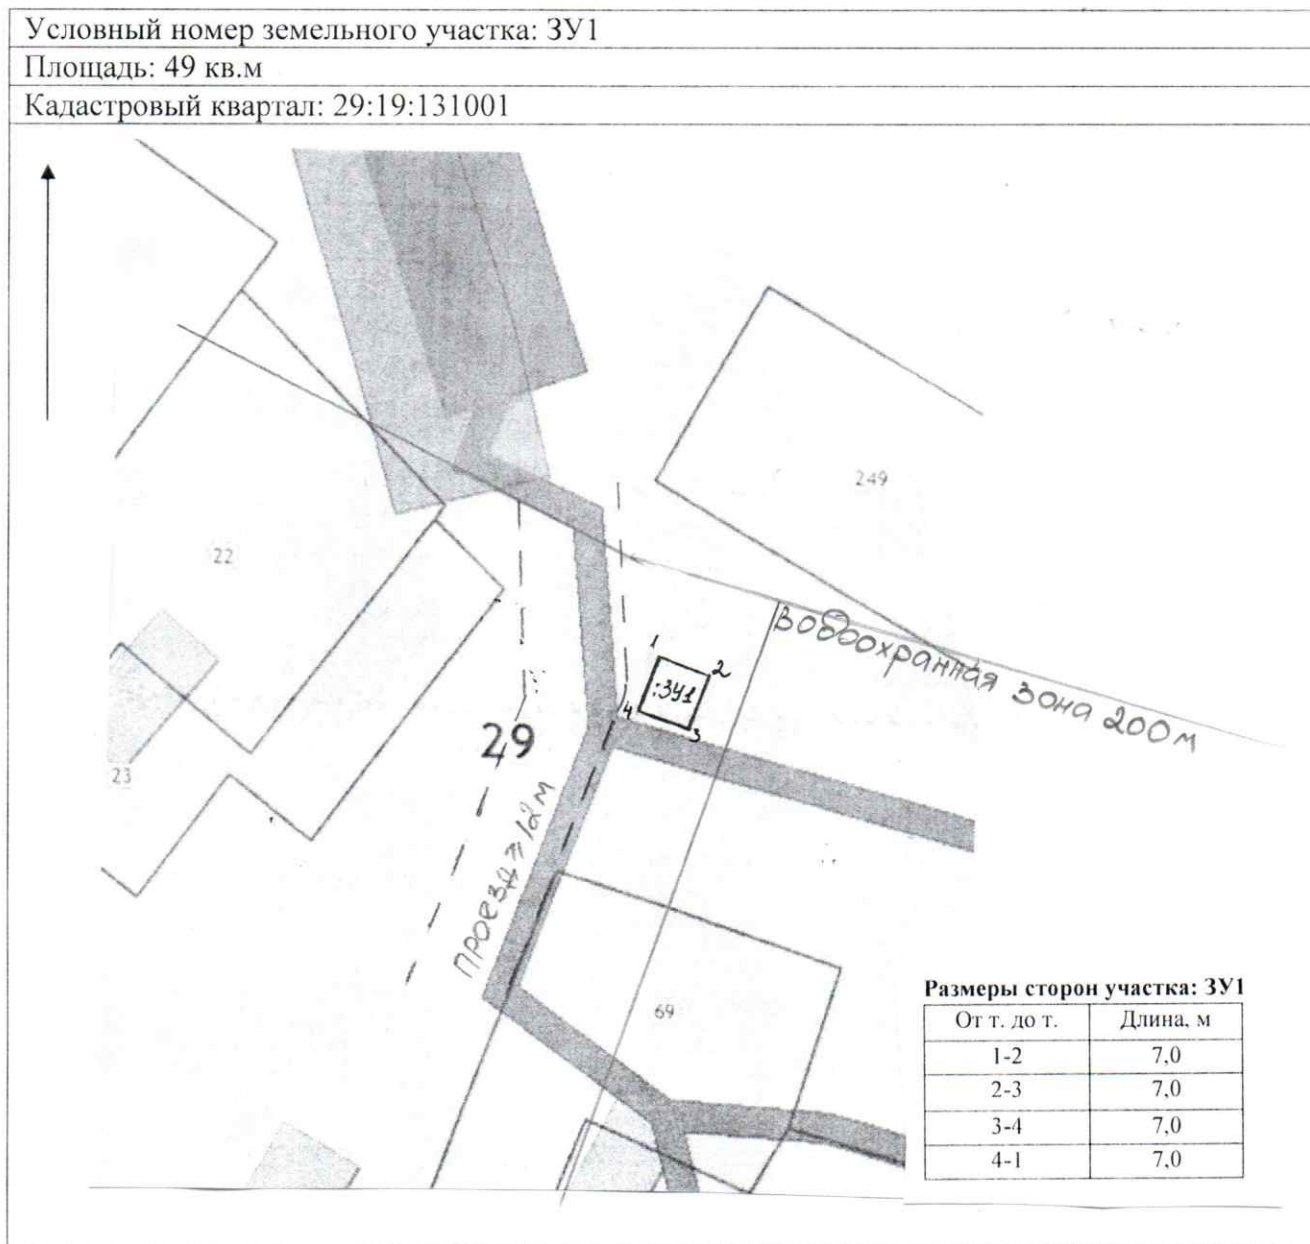 Условный номер земельного участка: ЗУ1
Площадь: 49 кв.м
Кадастровый квартал: 29:19:131001
249
22
водоохранная зона 200м
1
2
:ЗУ1
4
3
29
23
проезд ≥ 12м
69
Размеры сторон участка: ЗУ1
От т. до т. Длина, м
1-2 7,0
2-3 7,0
3-4 7,0
4-1 7,0